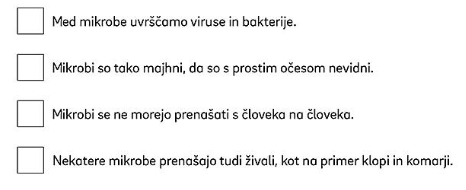 Med mikrobe uvrščamo viruse in bakterije.
Mikrobi so tako majhni, da so s prostim očesom nevidni.
Mikrobi se ne morejo prenašati s človeka na človeka.
Nekatere mikrobe prenašajo tudi živali, kot na primer klopi in komarji.